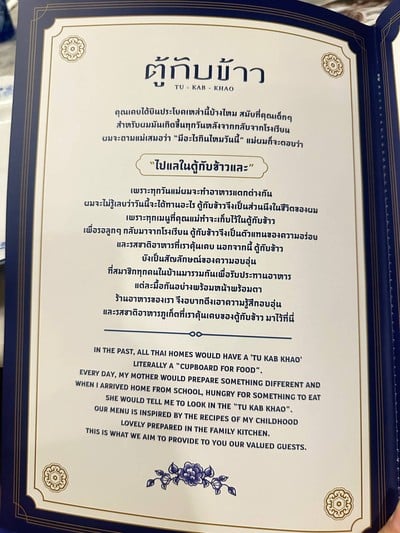 ตู้กับข้าว
TU - KAB - KHAO
คุณเคยได้ยินประโยคเหล่านี้บ้างไหม สมัยที่คุณเด็กๆ
สำหรับผมมันเกิดขึ้นทุกวันหลังจากกลับจากโรงเรียน
ผมจะถามแม่เสมอว่า “มีอะไรกินไหมวันนี้” แม่ผมก็จะตอบว่า
“ไปแลในตู้กับข้าวและ”
เพราะทุกวันแม่ผมจะทำอาหารแตกต่างกัน
ผมจะไม่รู้เลยว่าวันนี้จะได้ทานอะไร ตู้กับข้าวจึงเป็นส่วนนึงในชีวิตของผม
เพราะทุกเมนูที่คุณแม่ทำจะเก็บไว้ในตู้กับข้าว
เพื่อรอลูกๆ กลับมาจากโรงเรียน ตู้กับข้าวจึงเป็นตัวแทนของความอร่อย
และรสชาติอาหารที่เราคุ้นเคย นอกจากนี้ ตู้กับข้าว
ยังเป็นสัญลักษณ์ของความอบอุ่น
ที่สมาชิกทุกคนในบ้านมารวมกันเพื่อรับประทานอาหาร
แต่ละมื้อกันอย่างพร้อมหน้าพร้อมตา
ร้านอาหารของเรา จึงอยากดึงเอาความรู้สึกอบอุ่น
และรสชาติอาหารภูเก็ตที่เราคุ้นเคยของตู้กับข้าว มาไว้ที่นี่
IN THE PAST, ALL THAI HOMES WOULD HAVE A 'TU KAB KHAO'
LITERALLY A “CUPBOARD FOR FOOD”.
EVERY DAY, MY MOTHER WOULD PREPARE SOMETHING DIFFERENT AND
WHEN I ARRIVED HOME FROM SCHOOL, HUNGRY FOR SOMETHING TO EAT
SHE WOULD TELL ME TO LOOK IN THE “TU KAB KHAO”.
OUR MENU IS INSPIRED BY THE RECIPES OF MY CHILDHOOD
LOVELY PREPARED IN THE FAMILY KITCHEN.
THIS IS WHAT WE AIM TO PROVIDE TO YOU OUR VALUED GUESTS.